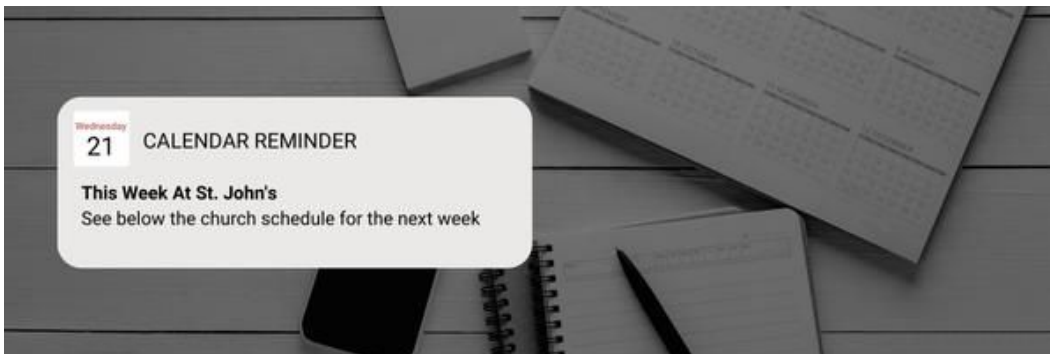 Wednesday
21
CALENDAR REMINDER
This Week At St. John's
See below the church schedule for the next week